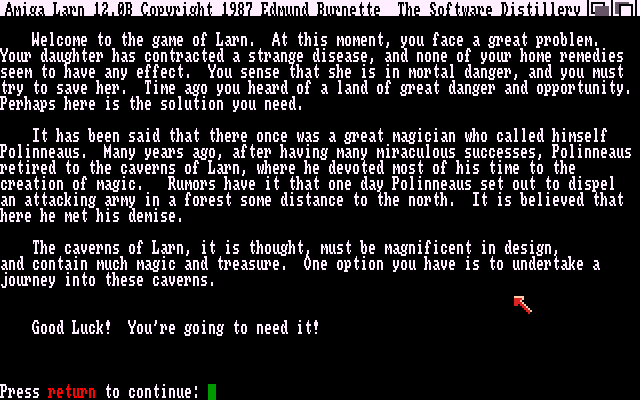 Amiga Larn 12.0B Copyright 1987 Edmund Burnette  The Software Distillery
Welcome to the game of Larn.  At this moment, you face a great problem.
Your daughter has contracted a strange disease, and none of your home remedies
seem to have any effect.  You sense that she is in mortal danger, and you must
try to save her.  Time ago you heard of a land of great danger and opportunity.
Perhaps here is the solution you need.
It has been said that there once was a great magician who called himself
Polinneaus.  Many years ago, after having many miraculous successes, Polinneaus
retired to the caverns of Larn, where he devoted most of his time to the
creation of magic.   Rumors have it that one day Polinneaus set out to dispel
an attacking army in a forest some distance to the north.  It is believed that
here he met his demise.
The caverns of Larn, it is thought, must be magnificent in design,
and contain much magic and treasure.  One option you have is to undertake a
journey into these caverns.
Good Luck!  You're going to need it!
Press return to continue: